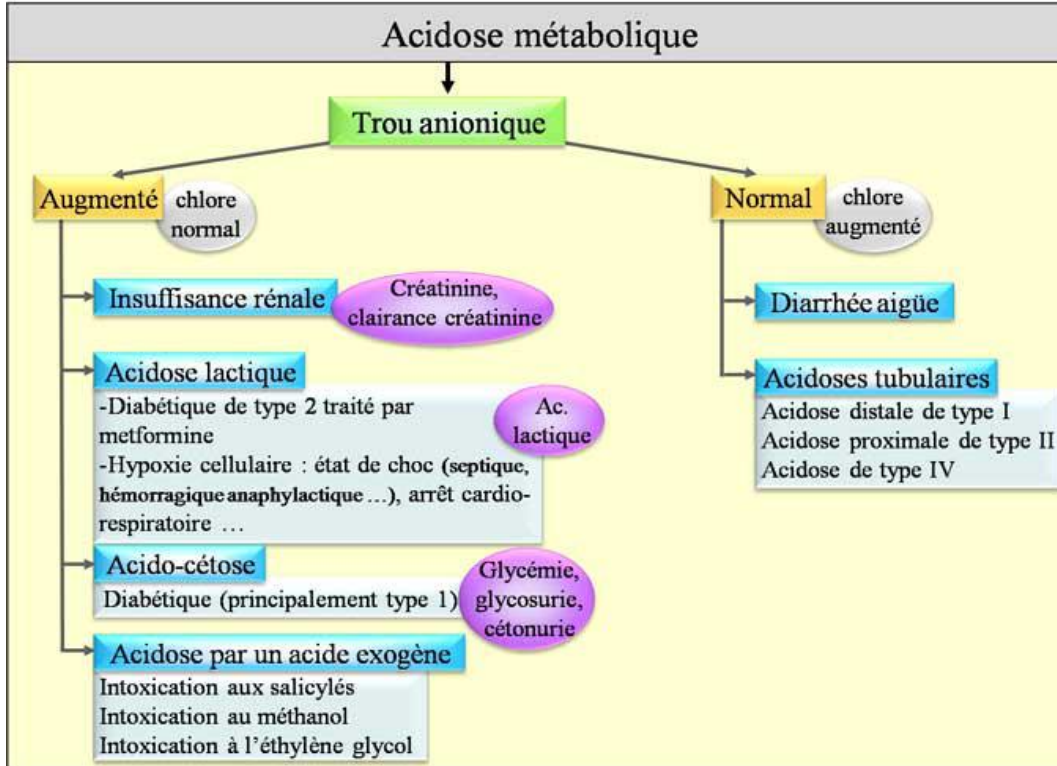 Acidose métabolique
Trou anionique
Augmenté
chlore
normal
Insuffisance rénale
Créatinine,
clairance créatinine
Acidose lactique
-Diabétique de type 2 traité par
metformine
-Hypoxie cellulaire : état de choc (septique,
hémorragique anaphylactique …), arrêt cardio-
respiratoire …
Ac.
lactique
Acido-cétose
Diabétique (principalement type 1)
Glycémie,
glycosurie,
cétonurie
Acidose par un acide exogène
Intoxication aux salicylés
Intoxication au méthanol
Intoxication à l'éthylène glycol
Normal
chlore
augmenté
Diarrhée aigüe
Acidoses tubulaires
Acidose distale de type I
Acidose proximale de type II
Acidose de type IV